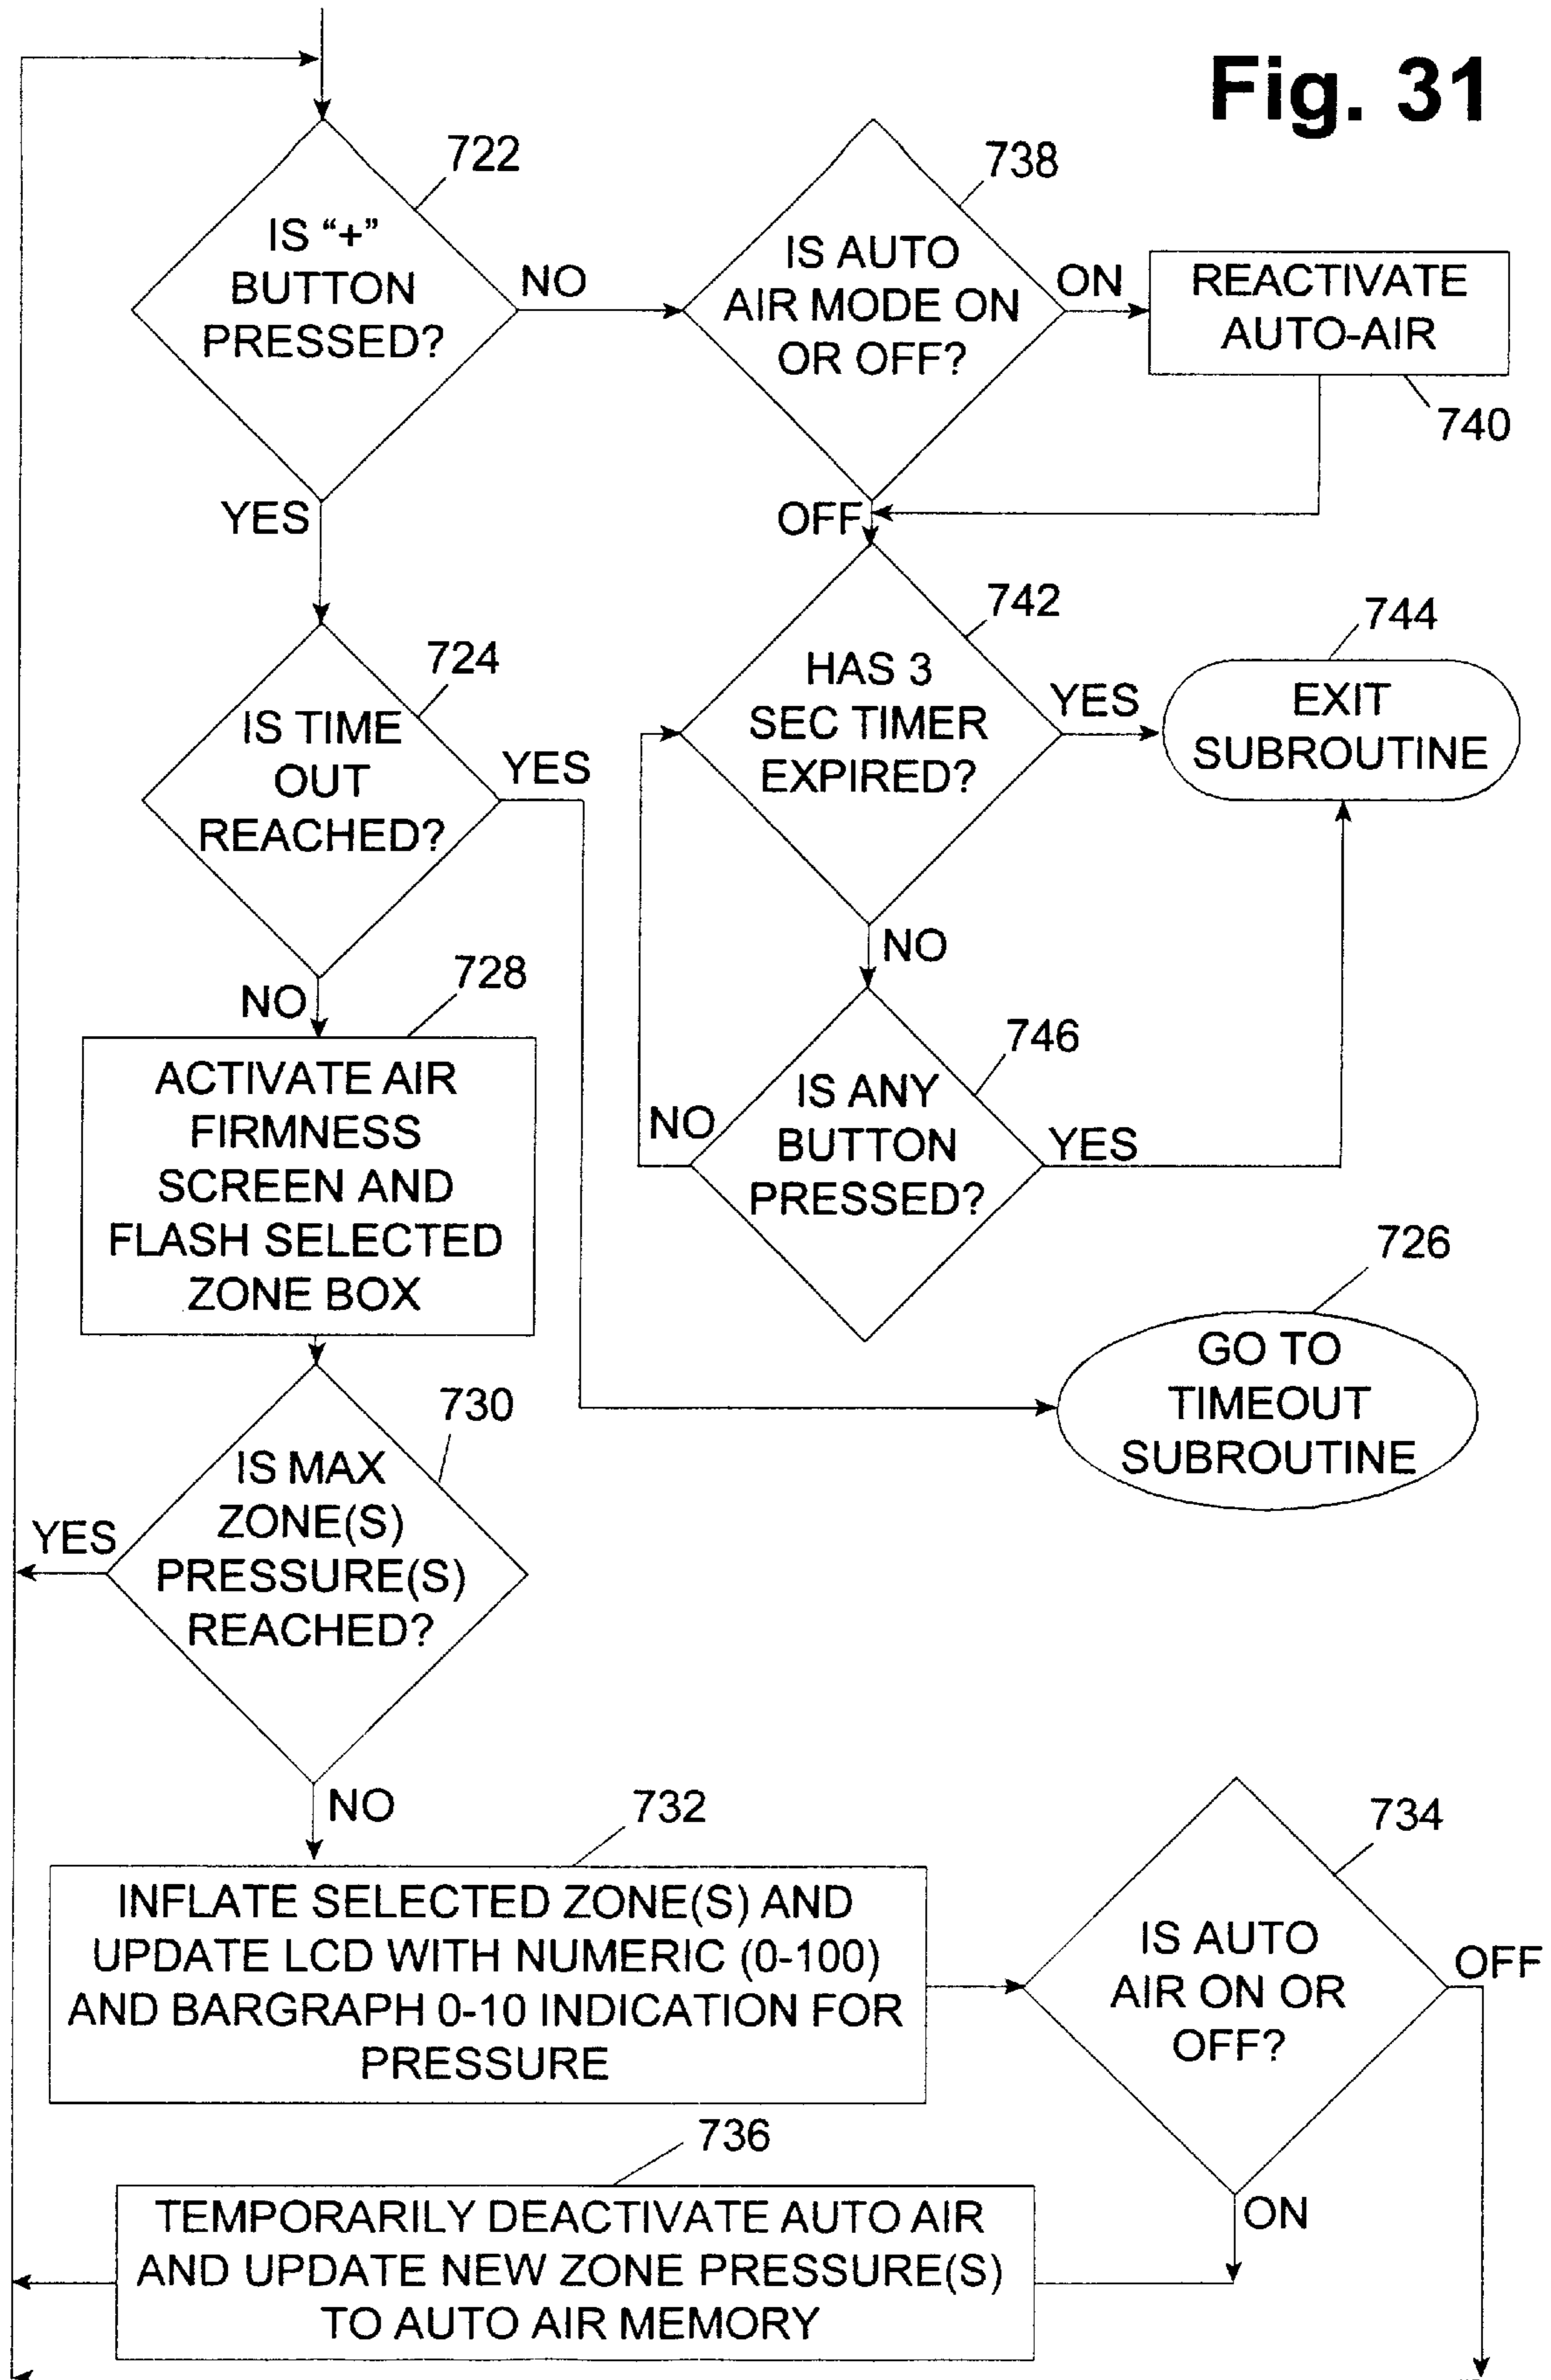 Fig. 31
722
IS “+”
BUTTON
PRESSED?
NO
YES
738
IS AUTO
AIR MODE ON
OR OFF?
ON
OFF
REACTIVATE
AUTO-AIR
740
724
IS TIME
OUT
REACHED?
YES
NO
742
HAS 3
SEC TIMER
EXPIRED?
YES
NO
744
EXIT
SUBROUTINE
728
ACTIVATE AIR
FIRMNESS
SCREEN AND
FLASH SELECTED
ZONE BOX
746
IS ANY
BUTTON
PRESSED?
NO
YES
726
GO TO
TIMEOUT
SUBROUTINE
730
IS MAX
ZONE(S)
PRESSURE(S)
REACHED?
YES
NO
732
INFLATE SELECTED ZONE(S) AND
UPDATE LCD WITH NUMERIC (0-100)
AND BARGRAPH 0-10 INDICATION FOR
PRESSURE
734
IS AUTO
AIR ON OR
OFF?
OFF
ON
736
TEMPORARILY DEACTIVATE AUTO AIR
AND UPDATE NEW ZONE PRESSURE(S)
TO AUTO AIR MEMORY